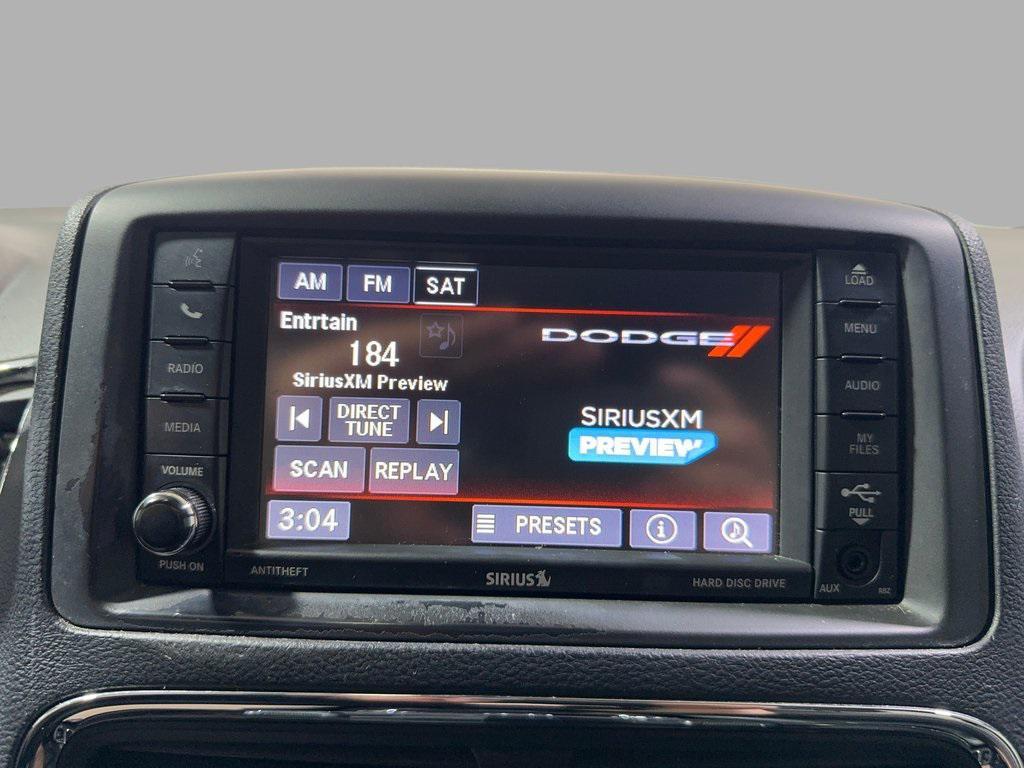 AM FM SAT
Entrtain
184
SiriusXM Preview
DIRECT
TUNE
SCAN REPLAY
3:04 PRESETS
DODGE
SIRIUSXM
PREVIEW
RADIO
MEDIA
VOLUME
PUSH ON
ANTITHEFT
SIRIUS
HARD DISC DRIVE
LOAD
MENU
AUDIO
MY
FILES
PULL
AUX
RBZ